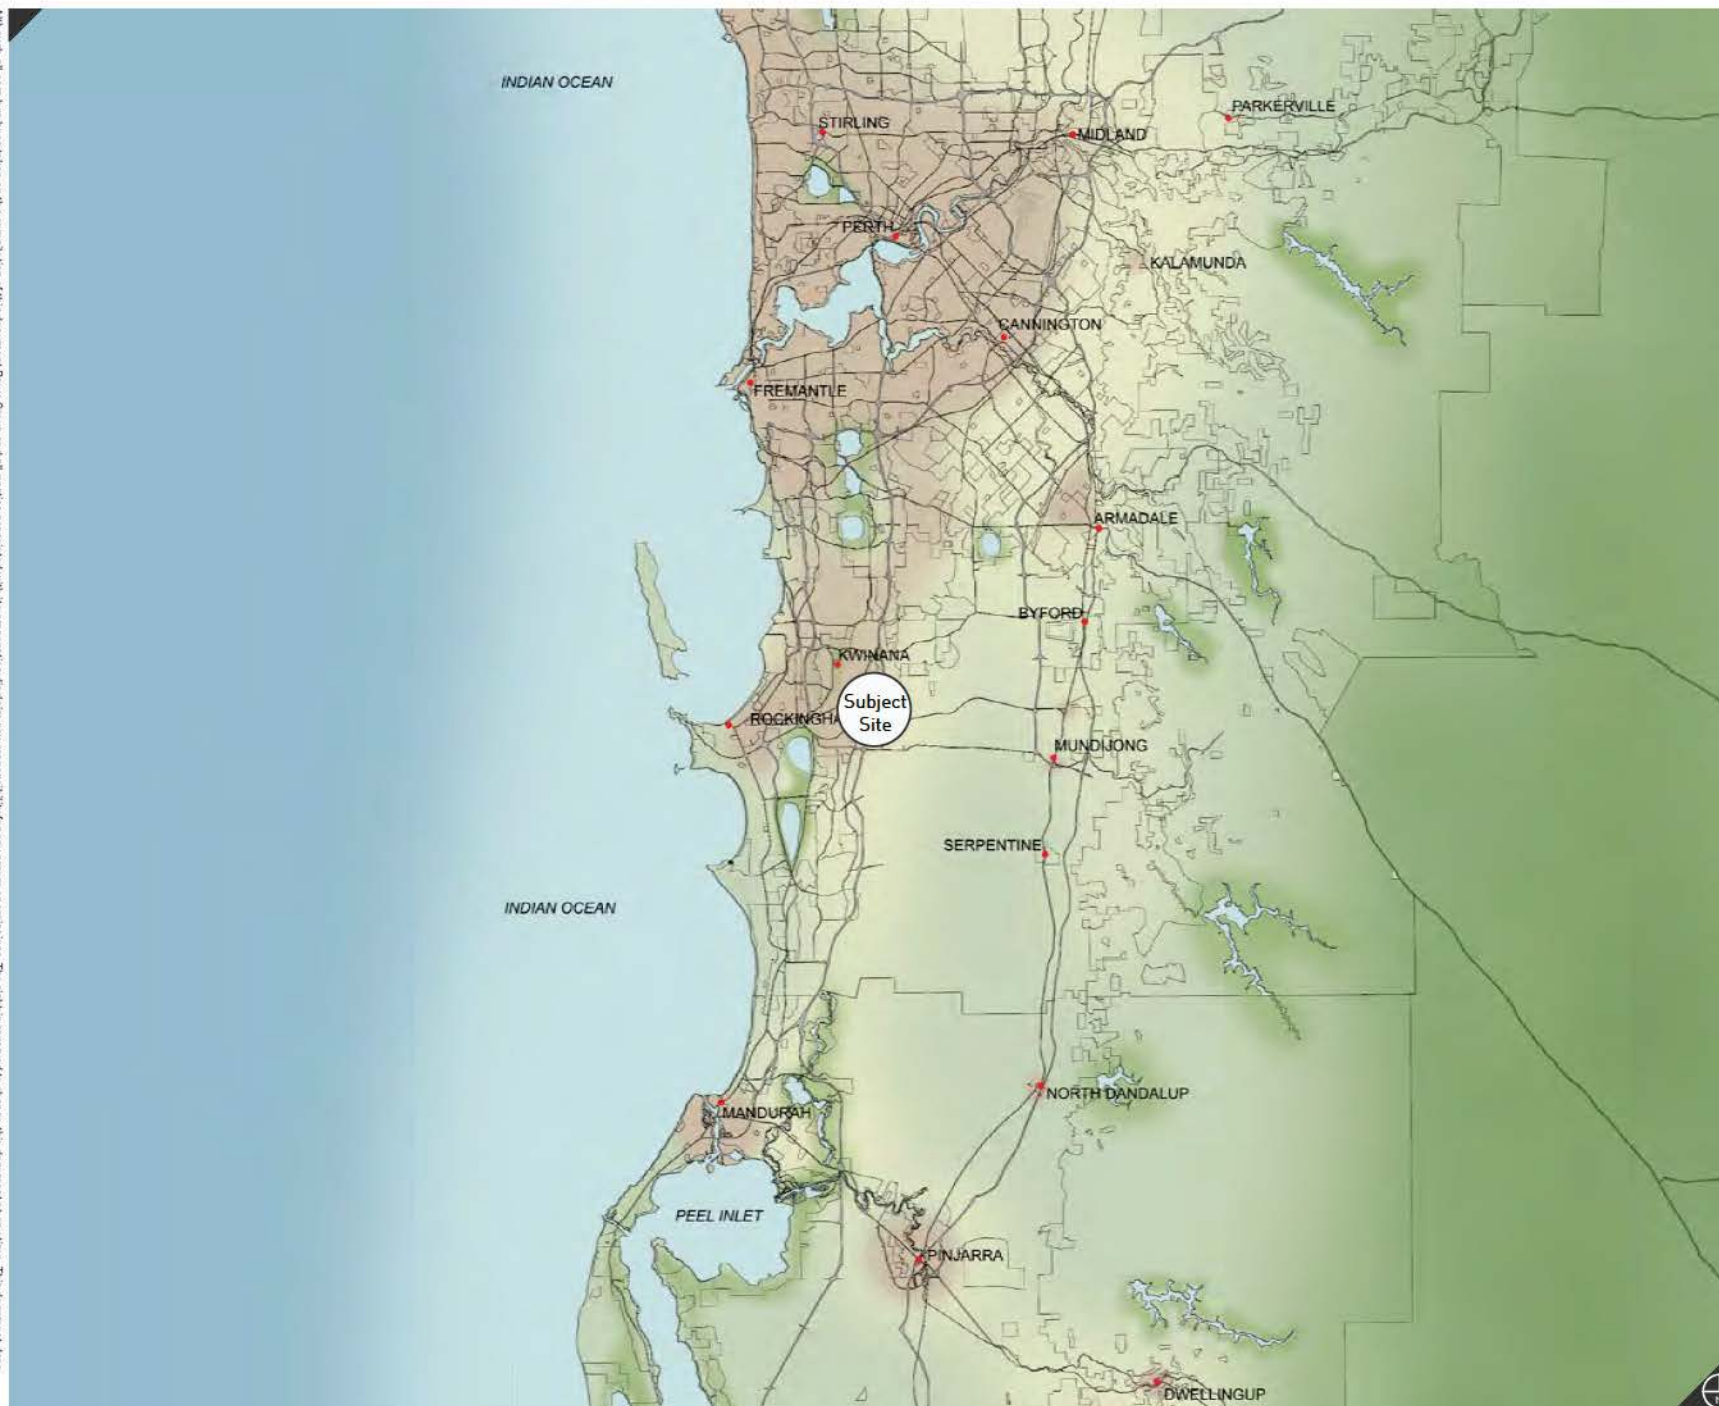 INDIAN OCEAN
PARKERVILLE
STIRLING
MIDLAND
PERTH
KALAMUNDA
CANNINGTON
FREMANTLE
ARMADALE
BYFORD
KWINANA
Subject
Site
ROCKINGHA
MUNDIJONG
SERPENTINE
INDIAN OCEAN
NORTH DANDALUP
MANDURAH
PEEL INLET
PINJARRA
DWELLINGUP